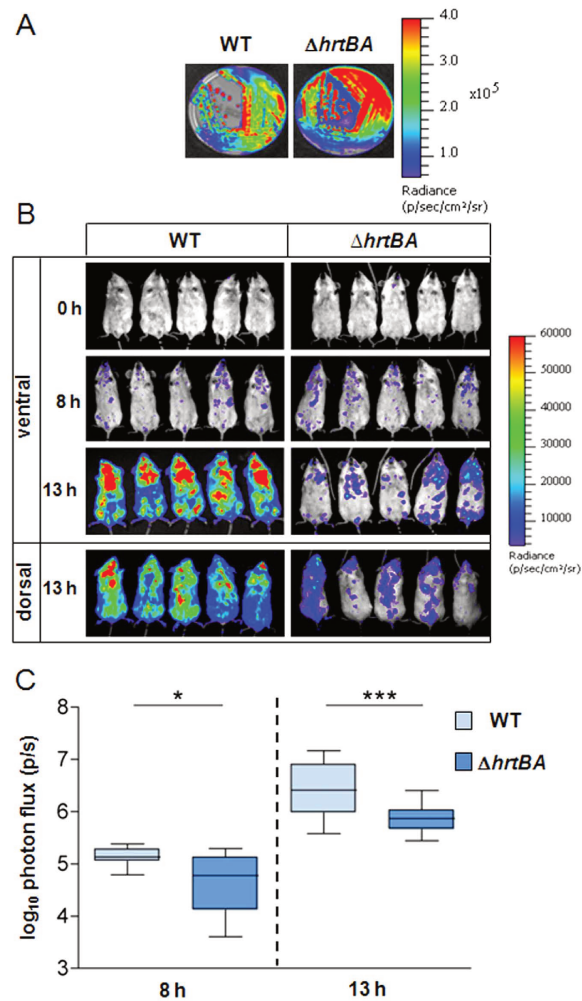 A
WT ΔhrtBA
4.0
3.0
2.0
1.0
x10⁵
Radiance
(p/sec/cm²/sr)
B
WT ΔhrtBA
ventral
0 h
8 h
13 h
dorsal
13 h
60000
50000
40000
30000
20000
10000
Radiance
(p/sec/cm²/sr)
C
log₁₀ photon flux (p/s)
8
7
6
5
4
3
* ***
WT
ΔhrtBA
8 h 13 h